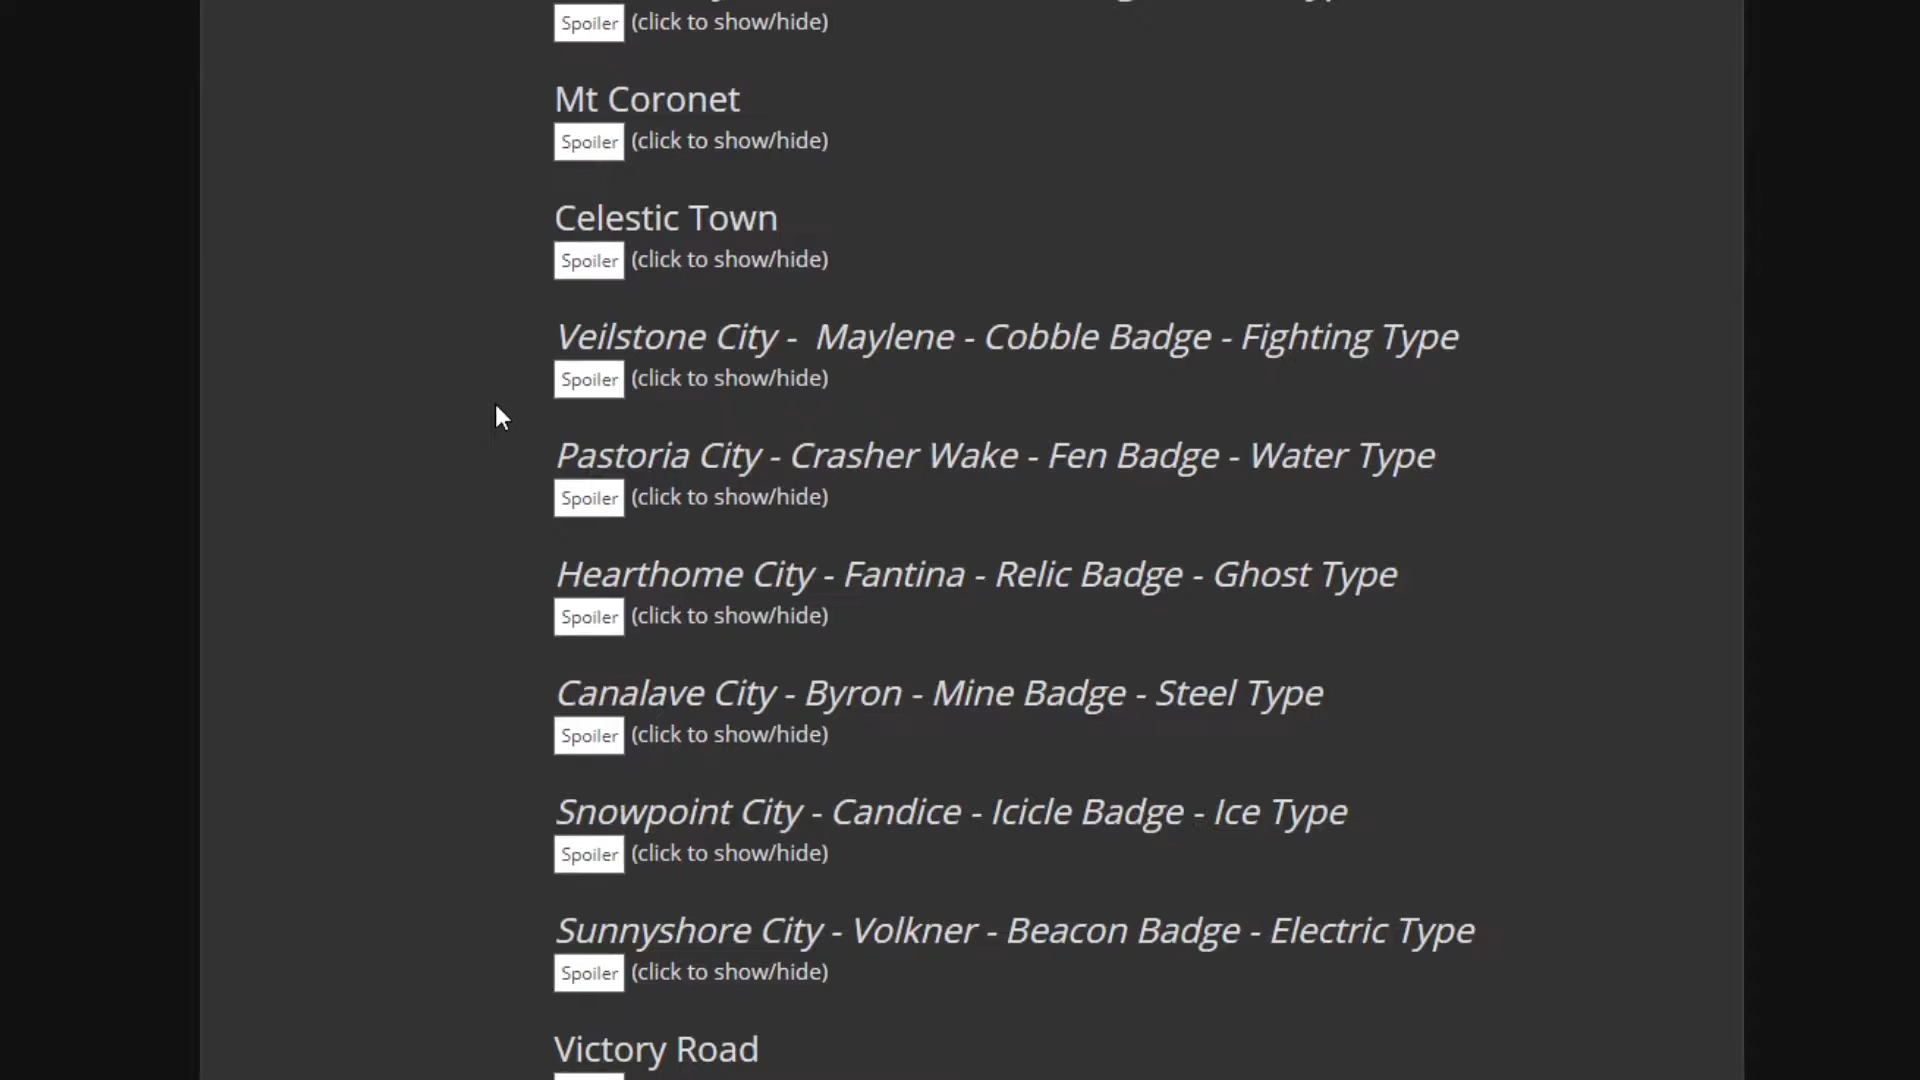 Spoiler (click to show/hide)
Mt Coronet
Spoiler (click to show/hide)
Celestic Town
Spoiler (click to show/hide)
Veilstone City -  Maylene - Cobble Badge - Fighting Type
Spoiler (click to show/hide)
Pastoria City - Crasher Wake - Fen Badge - Water Type
Spoiler (click to show/hide)
Hearthome City - Fantina - Relic Badge - Ghost Type
Spoiler (click to show/hide)
Canalave City - Byron - Mine Badge - Steel Type
Spoiler (click to show/hide)
Snowpoint City - Candice - Icicle Badge - Ice Type
Spoiler (click to show/hide)
Sunnyshore City - Volkner - Beacon Badge - Electric Type
Spoiler (click to show/hide)
Victory Road